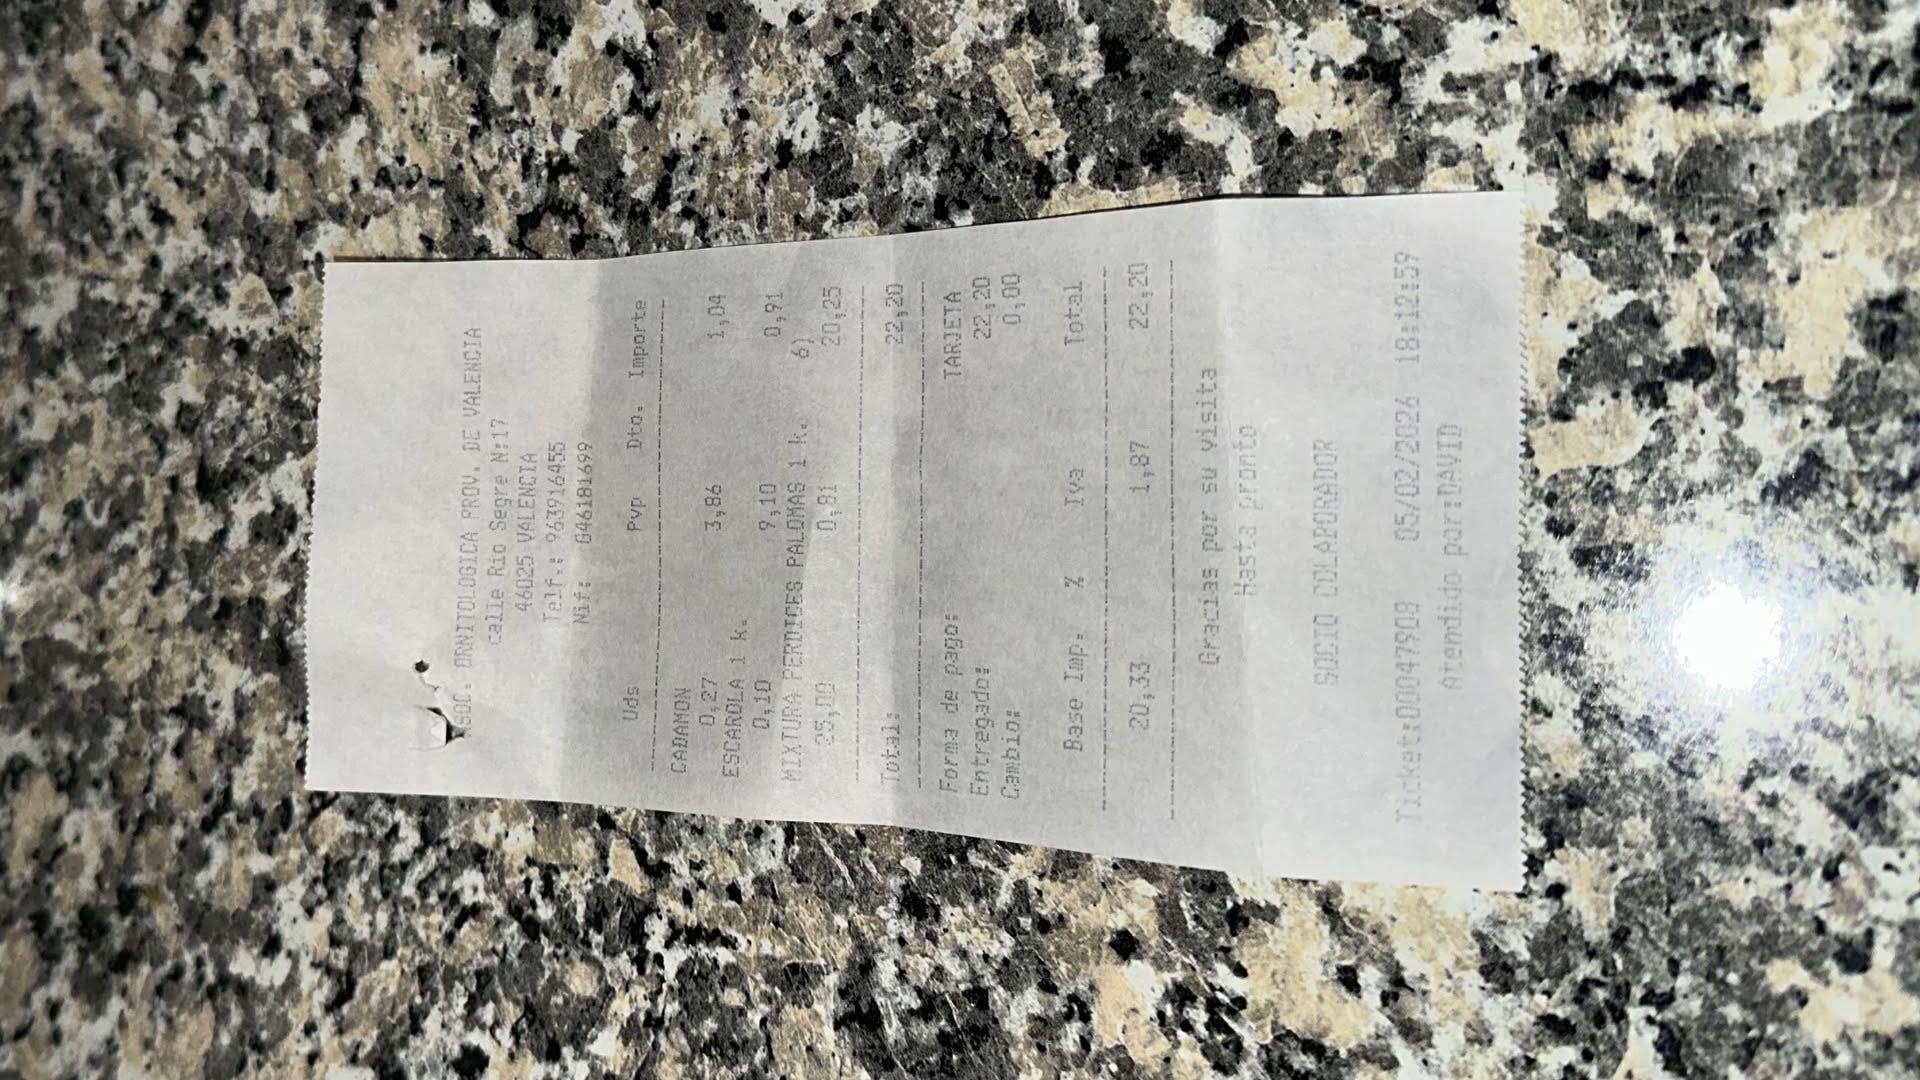 ASOC. ORNITOLOGICA PROV. DE VALENCIA
calle Rio Segre N:17
46025 VALENCIA
Telf.: 963916455
Nif: G46181699
Uds Pvp Dto. Importe
CADAMON
0,27 3,86 1,04
ESCAROLA 1 k.
0,10 9,10 0,91
MIXTURA PERDICES PALOMAS 1 k. 6)
25,00 0,81 20,25
Total: 22,20
Forma de pago: TARJETA
Entregado: 22,20
Cambio: 0,00
Base Imp. % Iva Total
20,33 1,87 22,20
Gracias por su visita
Hasta pronto
SOCIO COLABORADOR
Ticket:00047908 05/02/2026 18:12:59
Atendido por:DAVID